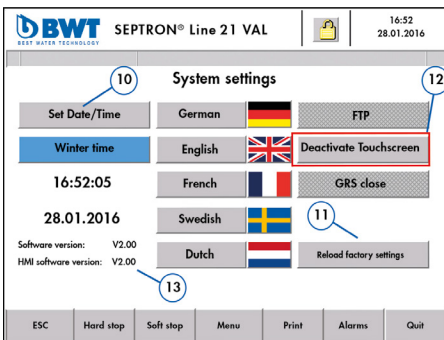 BWT
BEST WATER TECHNOLOGY
SEPTRON® Line 21 VAL
16:52
28.01.2016
10
System settings
12
Set Date/Time
German
FTP
Winter time
English
Deactivate Touchscreen
16:52:05
French
GRS close
28.01.2016
Swedish
11
Software version: V2.00
HMI software version: V2.00
Dutch
Reload factory settings
13
ESC
Hard stop
Soft stop
Menu
Print
Alarms
Quit